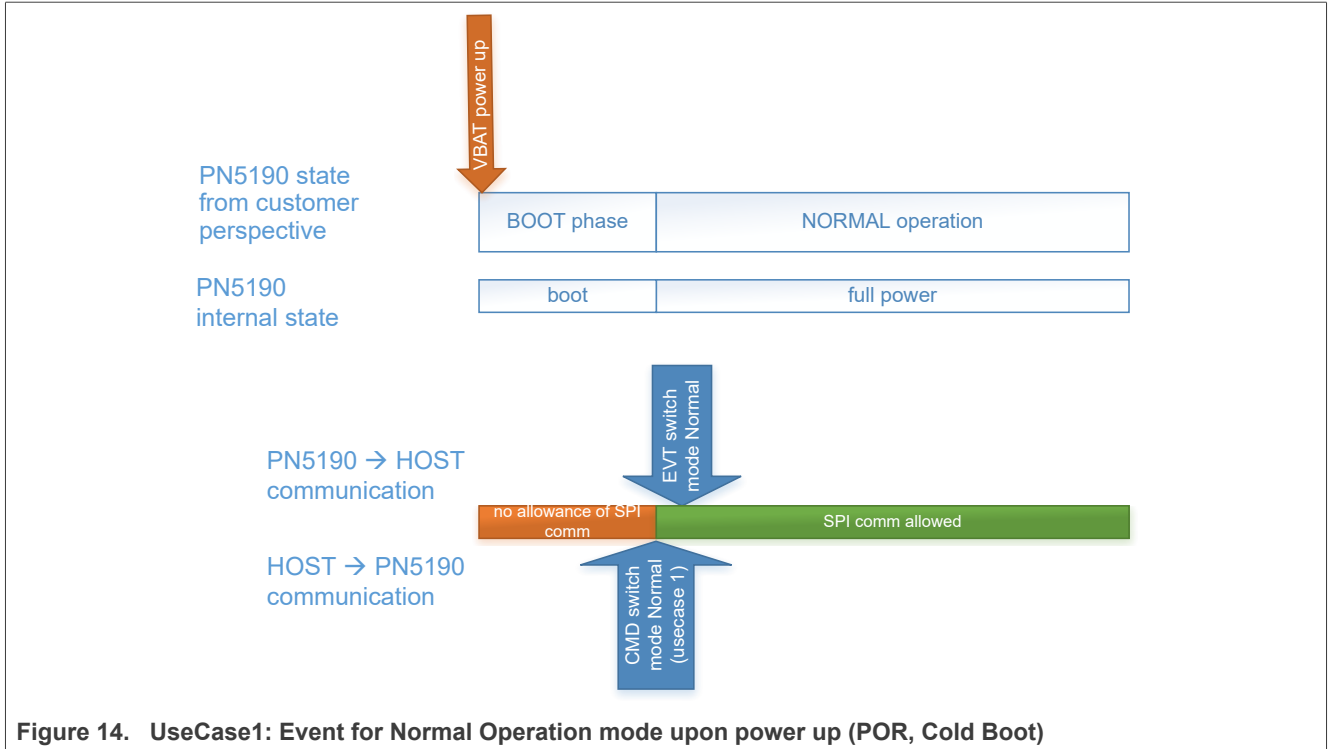 VBAT power up
PN5190 state
from customer
perspective
BOOT phase
NORMAL operation
PN5190
internal state
boot
full power
EVT switch
mode Normal
PN5190 → HOST
communication
no allowance of SPI
comm
SPI comm allowed
HOST → PN5190
communication
CMD switch
mode Normal
(usecase 1)
Figure 14. UseCase1: Event for Normal Operation mode upon power up (POR, Cold Boot)